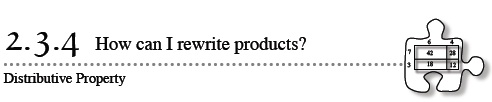 2.3.4 How can I rewrite products?
Distributive Property
6 4
7 42 28
3 18 12